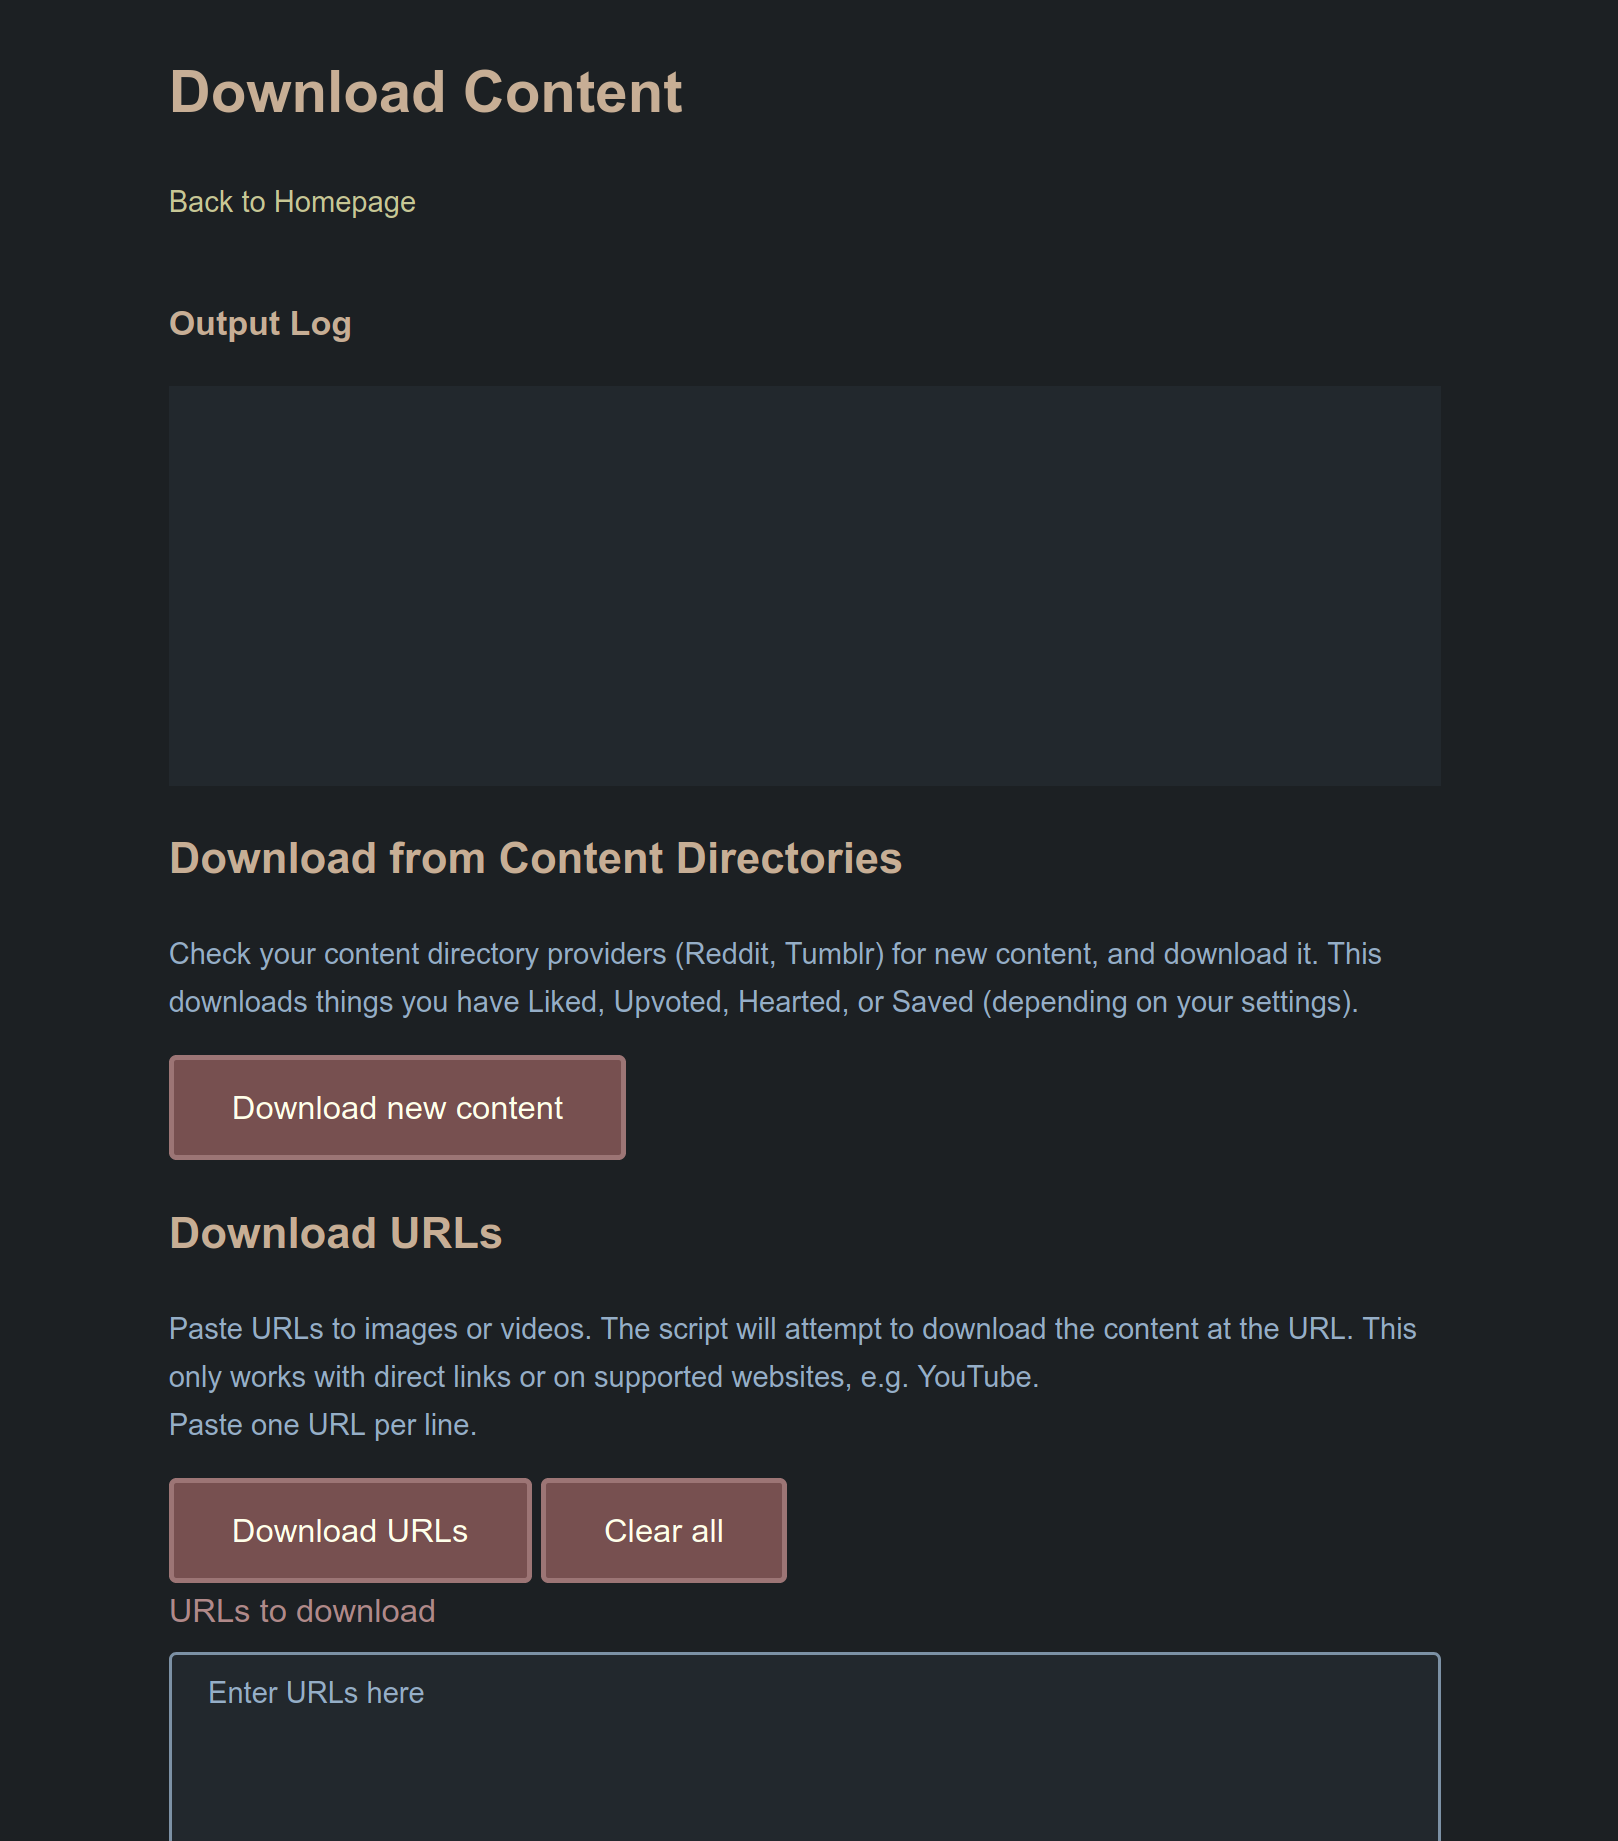 Download Content
Back to Homepage
Output Log
Download from Content Directories
Check your content directory providers (Reddit, Tumblr) for new content, and download it. This
downloads things you have Liked, Upvoted, Hearted, or Saved (depending on your settings).
Download new content
Download URLs
Paste URLs to images or videos. The script will attempt to download the content at the URL. This
only works with direct links or on supported websites, e.g. YouTube.
Paste one URL per line.
Download URLs
Clear all
URLs to download
Enter URLs here